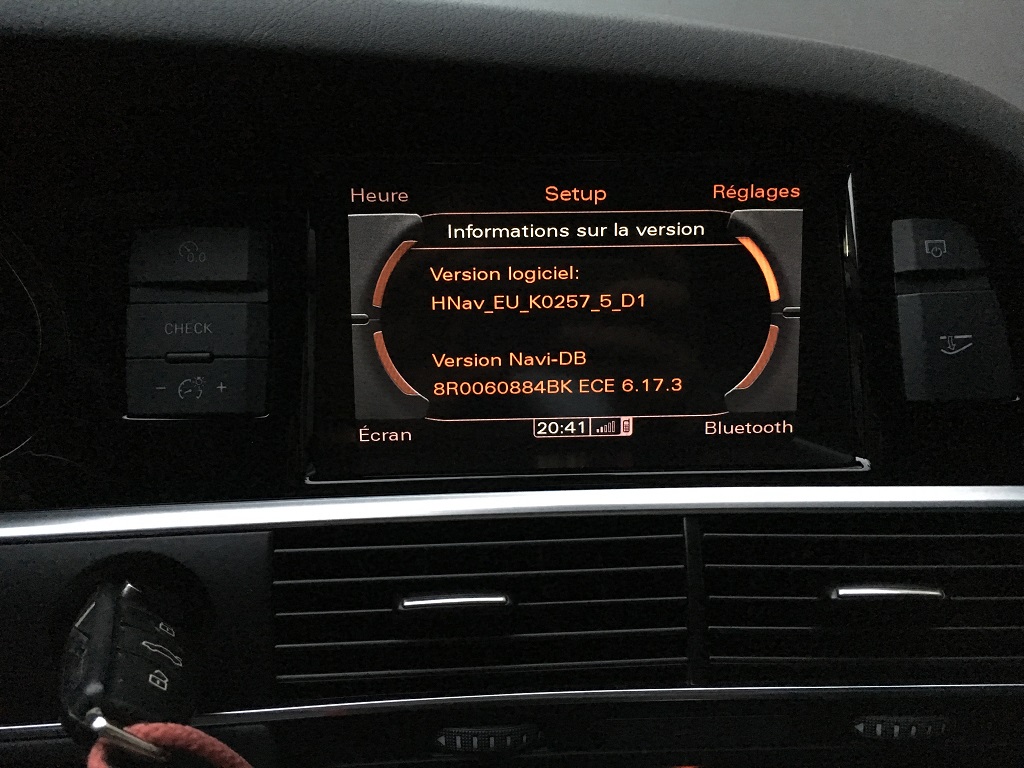 Heure Setup Réglages
Informations sur la version
Version logiciel:
HNav_EU_K0257_5_D1
CHECK
Version Navi-DB
8R0060884BK ECE 6.17.3
- +
Écran 20:41 Bluetooth